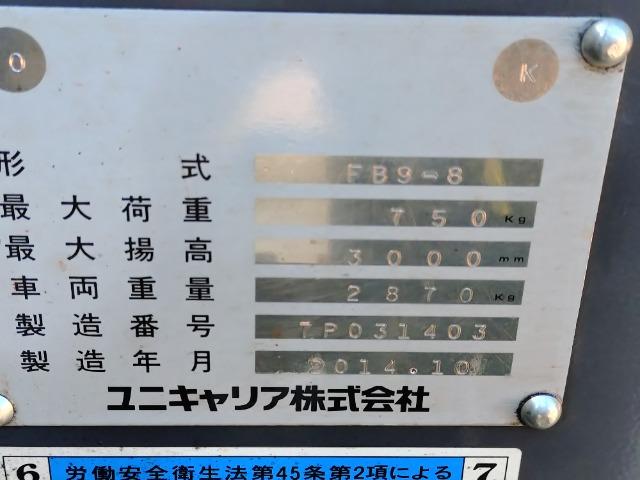 O K
形式 FB9-8
最大荷重 750 Kg
最大揚高 3000 mm
車両重量 2870 Kg
製造番号 TP031403
製造年月 2014.10
ユニキャリア株式会社
6 労働安全衛生法第45条第2項による 7